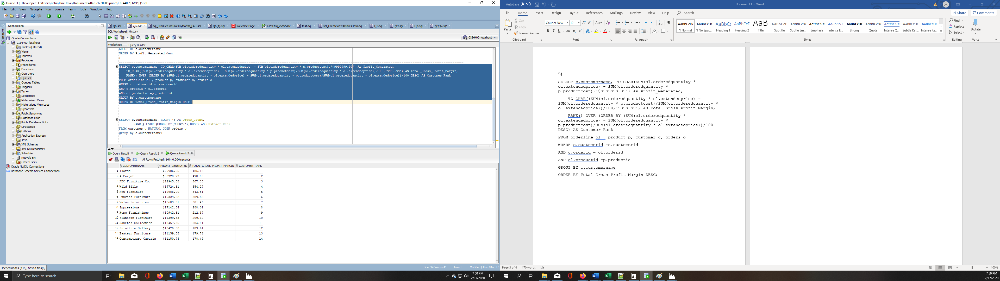 Oracle SQL Developer : C:\Users\richa\OneDrive\Documents\Baruch 2020 Spring\CIS 4400\HW1\Q5.sql
File Edit View Navigate Run Source Team Tools Window Help
Connections
Reports
Oracle Connections
CIS4400_localhost
Tables (Filtered)
Views
Indexes
Packages
Procedures
Functions
Operators
Queues
Queues Tables
Triggers
Types
Sequences
Materialized Views
Materialized View Logs
Synonyms
Public Synonyms
Database Links
Public Database Links
Directories
Editions
Application Express
Java
XML Schemas
XML DB Repository
Scheduler
Recycle Bin
Other Users
Oracle NoSQL Connections
Database Schema Service Connections
Q6.sql Q5.sql sql_ProductLineSalesByMonth_LAG.sql Q6(1).sql Welcome Page CIS4400_localhost test.sql sql_CreateViewAllSalesData.sql Q2.sql Q3.sql Q4.sql Q4(1).sql
SQL Worksheet History
CIS4400_localhost
Worksheet Query Builder
GROUP BY c.customername
ORDER BY Profit_Generated desc
;
SELECT c.customername, TO_CHAR(SUM(ol.orderedquantity * ol.extendedprice) - SUM(ol.orderedquantity * p.productcost),'$9999999.99') As Profit_Generated,
TO_CHAR((SUM(ol.orderedquantity * ol.extendedprice) - SUM(ol.orderedquantity * p.productcost)/SUM(ol.orderedquantity * ol.extendedprice))/100,'9999.99') AS Total_Gross_Profit_Margin,
RANK() OVER (ORDER BY (SUM(ol.orderedquantity * ol.extendedprice) - SUM(ol.orderedquantity * p.productcost)/SUM(ol.orderedquantity * ol.extendedprice))/100 DESC) AS Customer_Rank
FROM orderline ol , product p, customer c, orders o
WHERE c.customerid =o.customerid
AND o.orderid = ol.orderid
AND ol.productid =p.productid
GROUP BY c.customername
ORDER BY Total_Gross_Profit_Margin DESC;
SELECT c.customername, COUNT(*) AS Order_Count,
RANK() OVER (ORDER BY(COUNT(*))DESC) AS Customer_Rank
FROM customer c NATURAL JOIN orders o
group by c.customername;
Query Result Query Result 2 Query Result 3
SQL All Rows Fetched: 14 in 0.004 seconds
CUSTOMERNAME PROFIT_GENERATED TOTAL_GROSS_PROFIT_MARGIN CUSTOMER_RANK
1 Ikards $29986.55 486.13 1
2 A Carpet $30320.72 478.08 2
3 ABC Furniture Co. $22945.58 367.30 3
4 Wild Bills $19724.61 354.27 4
5 New Furniture $19986.00 343.51 5
6 Dunkins Furniture $19329.02 309.53 6
7 Value Furnitures $16683.01 301.46 7
8 Impressions $17142.84 288.01 8
9 Home Furnishings $10942.61 212.37 9
10 Flanigan Furniture $11399.53 209.32 10
11 Janet's Collection $10457.35 204.81 11
12 Furniture Gallery $10479.50 183.91 12
13 Eastern Furniture $11159.08 179.76 13
14 Contemporary Casuals $11150.78 178.49 14
Opened nodes (115); Saved files(6)
Line 36 Column 41 Insert Modified Unix/Mac: LF
Type here to search
7:50 PM
2/17/2020
AutoSave Off
Document3 - Word
File Home Insert Design Layout References Mailings Review View Help Search
Share Comments
Paste
Cut
Copy
Format Painter
Clipboard
Courier New 12
Font
Paragraph
AaBbCcDc AaBbCcDc AaBbC( AaBbCcD AaB AaBbCcD AaBbCcDt AaBbCcDt AaBbCcDt AaBbCcDc AaBbCcDt AaBbCcDt AaBbCcDc AaBbCcDc
Normal No Spac... Heading 1 Heading 2 Title Subtitle Subtle Em... Emphasis Intense E... Strong Quote Intense Q... Subtle Ref... Intense Re...
Styles
Find
Replace
Select
Editing
Dictate
Voice
5)
SELECT c.customername, TO_CHAR(SUM(ol.orderedquantity *
ol.extendedprice) - SUM(ol.orderedquantity *
p.productcost),'$9999999.99') As Profit_Generated,
TO_CHAR((SUM(ol.orderedquantity * ol.extendedprice) -
SUM(ol.orderedquantity * p.productcost)/SUM(ol.orderedquantity *
ol.extendedprice))/100,'9999.99') AS Total_Gross_Profit_Margin,
RANK() OVER (ORDER BY (SUM(ol.orderedquantity *
ol.extendedprice) - SUM(ol.orderedquantity *
p.productcost)/SUM(ol.orderedquantity * ol.extendedprice))/100
DESC) AS Customer_Rank
FROM orderline ol , product p, customer c, orders o
WHERE c.customerid =o.customerid
AND o.orderid = ol.orderid
AND ol.productid =p.productid
GROUP BY c.customername
ORDER BY Total_Gross_Profit_Margin DESC;
Page 3 of 4 170 words
100%
7:50 PM
2/17/2020